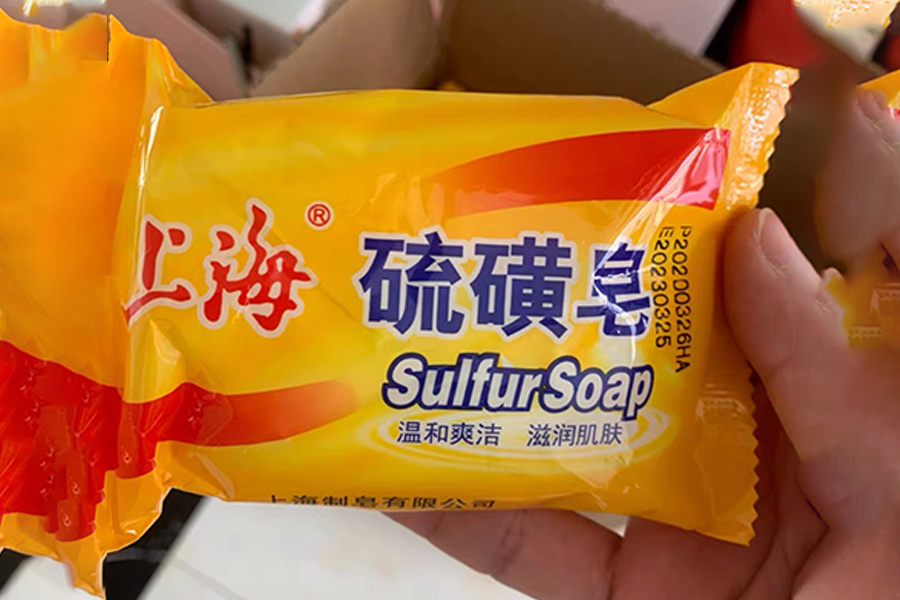 上海®
硫磺皂
Sulfur Soap
温和爽洁 滋润肌肤
上海制皂有限公司
P20200326HA
E20230325